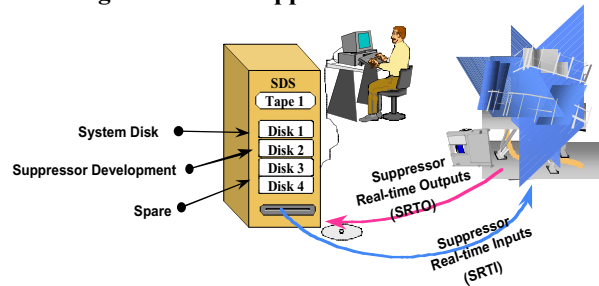 SDS
Tape 1
Disk 1
Disk 2
Disk 3
Disk 4
System Disk
Suppressor Development
Spare
Suppressor
Real-time Outputs
(SRTO)
Suppressor
Real-time Inputs
(SRTI)